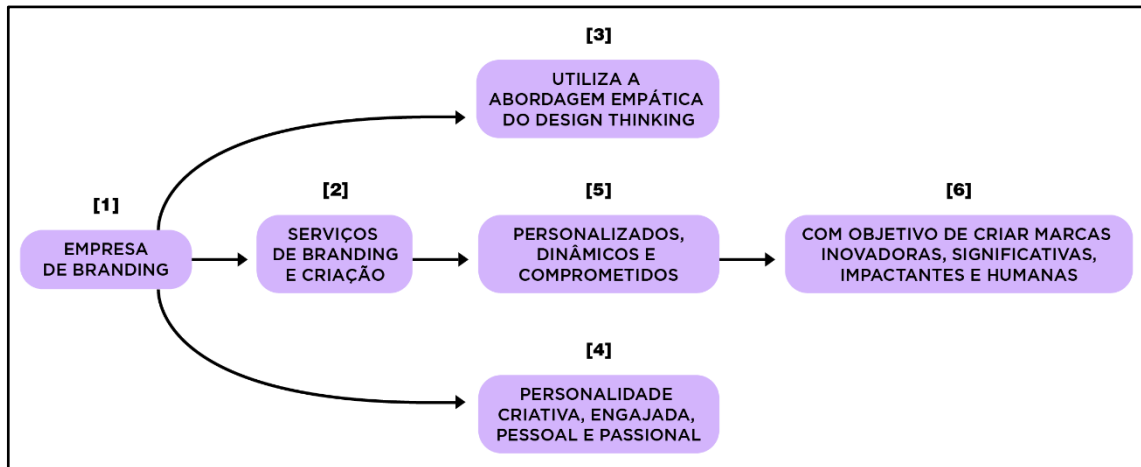 [3]
UTILIZA A
ABORDAGEM EMPÁTICA
DO DESIGN THINKING
[1]
EMPRESA
DE BRANDING
[2]
SERVIÇOS
DE BRANDING
E CRIAÇÃO
[5]
PERSONALIZADOS,
DINÂMICOS E
COMPROMETIDOS
[6]
COM OBJETIVO DE CRIAR MARCAS
INOVADORAS, SIGNIFICATIVAS,
IMPACTANTES E HUMANAS
[4]
PERSONALIDADE
CRIATIVA, ENGAJADA,
PESSOAL E PASSIONAL